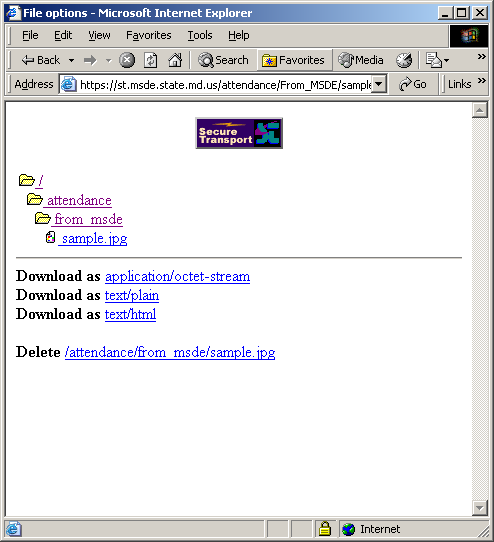 File options - Microsoft Internet Explorer
File Edit View Favorites Tools Help
Back Search Favorites Media
Address https://st.msde.state.md.us/attendance/From_MSDE/sample Go Links
Secure
Transport
/
attendance
from_msde
sample.jpg
Download as application/octet-stream
Download as text/plain
Download as text/html
Delete /attendance/from_msde/sample.jpg
Internet